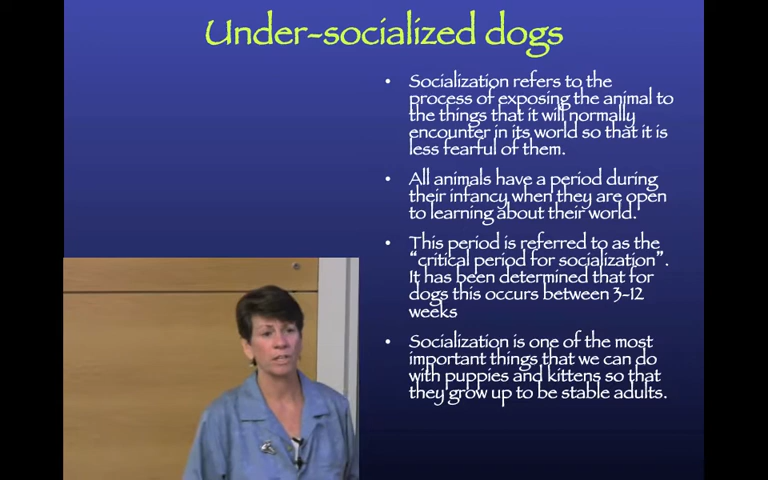 Under-socialized dogs
• Socialization refers to the
process of exposing the animal to
the things that it will normally
encounter in its world so that it is
less fearful of them.
• All animals have a period during
their infancy when they are open
to learning about their world.
• This period is referred to as the
“critical period for socialization”.
It has been determined that for
dogs this occurs between 3-12
weeks
• Socialization is one of the most
important things that we can do
with puppies and kittens so that
they grow up to be stable adults.